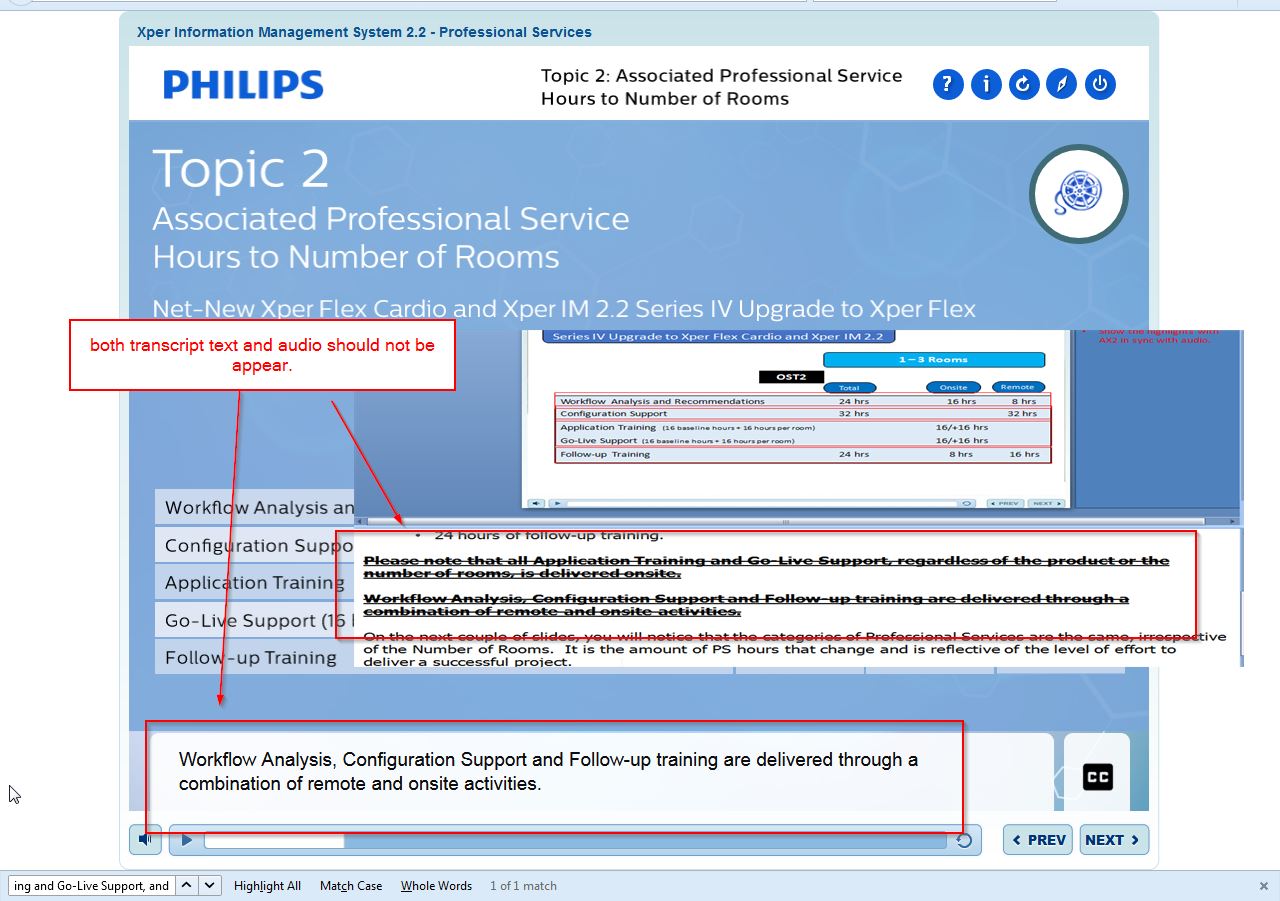 Xper Information Management System 2.2 - Professional Services
PHILIPS
Topic 2: Associated Professional Service
Hours to Number of Rooms
? i
Topic 2
Associated Professional Service
Hours to Number of Rooms
Net-New Xper Flex Cardio and Xper IM 2.2 Series IV Upgrade to Xper Flex
both transcript text and audio should not be
appear.
Series IV Upgrade to Xper Flex Cardio and Xper IM 2.2
• Show the highlights with
AX2 in sync with audio.
1 – 3 Rooms
OST2
Total Onsite Remote
Workflow Analysis and Recommendations 24 hrs 16 hrs 8 hrs
Configuration Support 32 hrs 32 hrs
Application Training (16 baseline hours + 16 hours per room) 16/+16 hrs
Go-Live Support (16 baseline hours + 16 hours per room) 16/+16 hrs
Follow-up Training 24 hrs 8 hrs 16 hrs
< PREV NEXT >
Workflow Analysis an
Configuration Suppo
Application Training
Go-Live Support (16
Follow-up Training
• 24 hours of follow-up training.
Please note that all Application Training and Go-Live Support, regardless of the product or the
number of rooms, is delivered onsite.
Workflow Analysis, Configuration Support and Follow-up training are delivered through a
combination of remote and onsite activities.
On the next couple of slides, you will notice that the categories of Professional Services are the same, irrespective
of the Number of Rooms. It is the amount of PS hours that change and is reflective of the level of effort to
deliver a successful project.
Workflow Analysis, Configuration Support and Follow-up training are delivered through a
combination of remote and onsite activities.
CC
< PREV NEXT >
ing and Go-Live Support, and Highlight All Match Case Whole Words 1 of 1 match